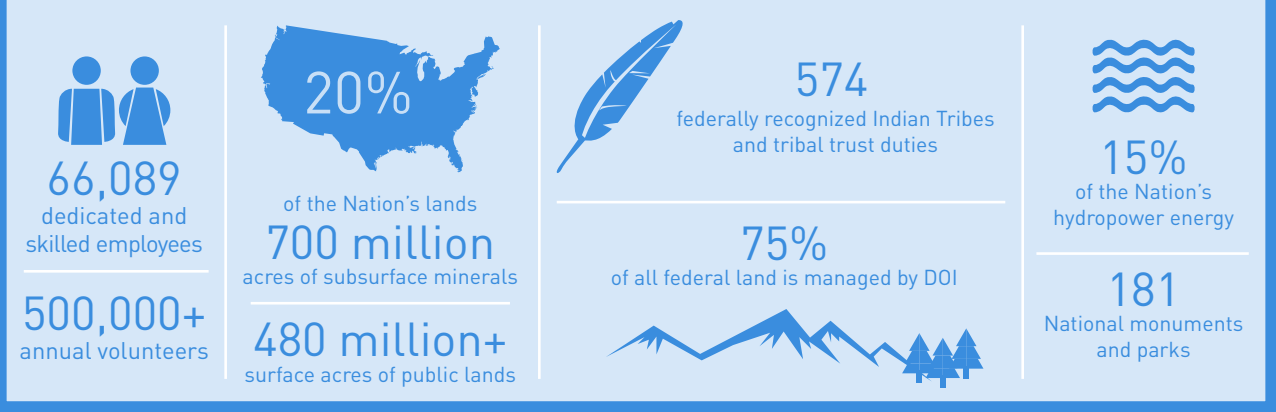 66,089
dedicated and
skilled employees
500,000+
annual volunteers
20%
of the Nation's lands
700 million
acres of subsurface minerals
480 million+
surface acres of public lands
574
federally recognized Indian Tribes
and tribal trust duties
75%
of all federal land is managed by DOI
15%
of the Nation's
hydropower energy
181
National monuments
and parks